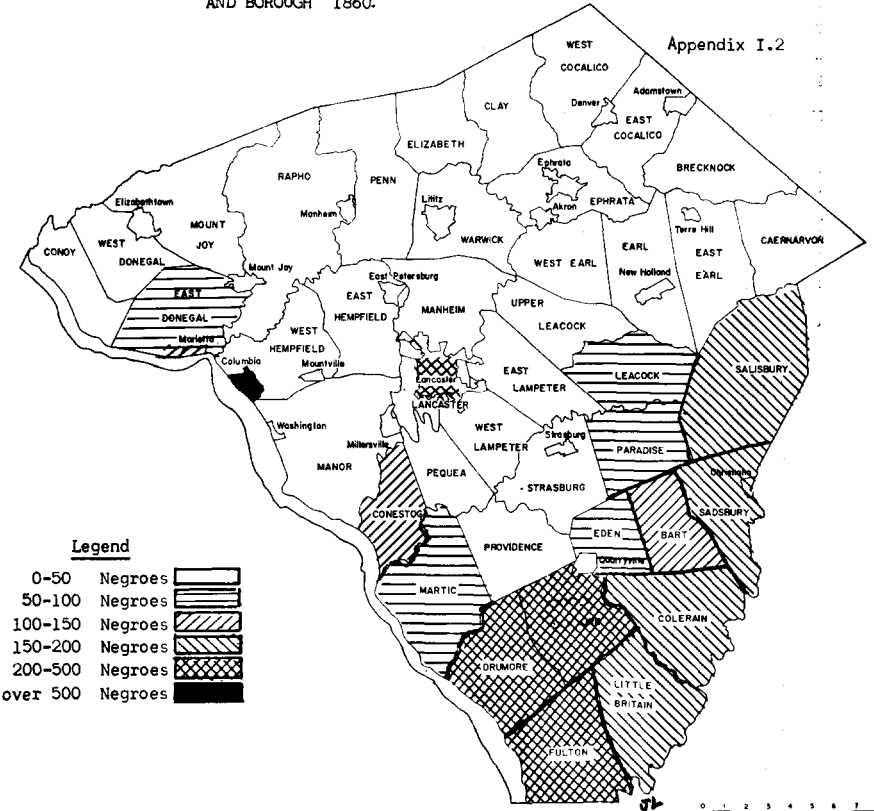 AND BOROUGH 1860.
Appendix I.2
WEST
COCALICO
Adamstown
Denver
CLAY
EAST
COCALICO
ELIZABETH
BRECKNOCK
Ephrata
RAPHO
PENN
EPHRATA
Lititz
Akron
Elizabethtown
Manheim
Terre Hill
MOUNT
JOY
WARWICK
EARL
CAERNARVON
CONOY
WEST
DONEGAL
WEST EARL
EAST
EARL
New Holland
Mount Joy
East Petersburg
EAST
DONEGAL
EAST
HEMPFIELD
MANHEIM
UPPER
LEACOCK
Marietta
WEST
HEMPFIELD
Columbia
Mountville
Lancaster
EAST
LAMPETER
LEACOCK
SALISBURY
LANCASTER
Washington
WEST
LAMPETER
Strasburg
Millersville
PARADISE
MANOR
PEQUEA
STRASBURG
Christiana
CONESTOG
SADSBURY
EDEN
BART
PROVIDENCE
Quarryville
MARTIC
COLERAIN
DRUMORE
LITTLE
BRITAIN
FULTON
JL
Legend
0-50 Negroes
50-100 Negroes
100-150 Negroes
150-200 Negroes
200-500 Negroes
over 500 Negroes
0 1 2 3 4 5 6 7